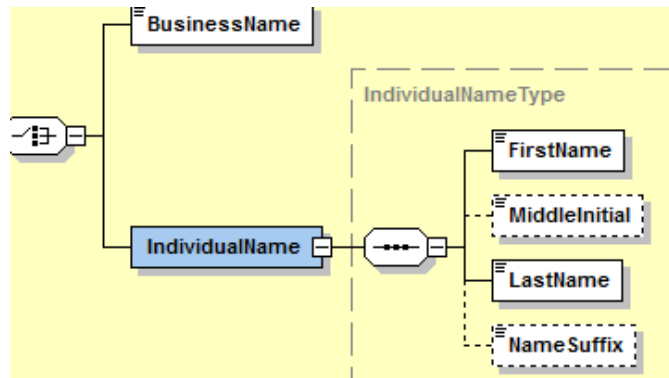 BusinessName
IndividualNameType
FirstName
MiddleInitial
IndividualName
LastName
NameSuffix